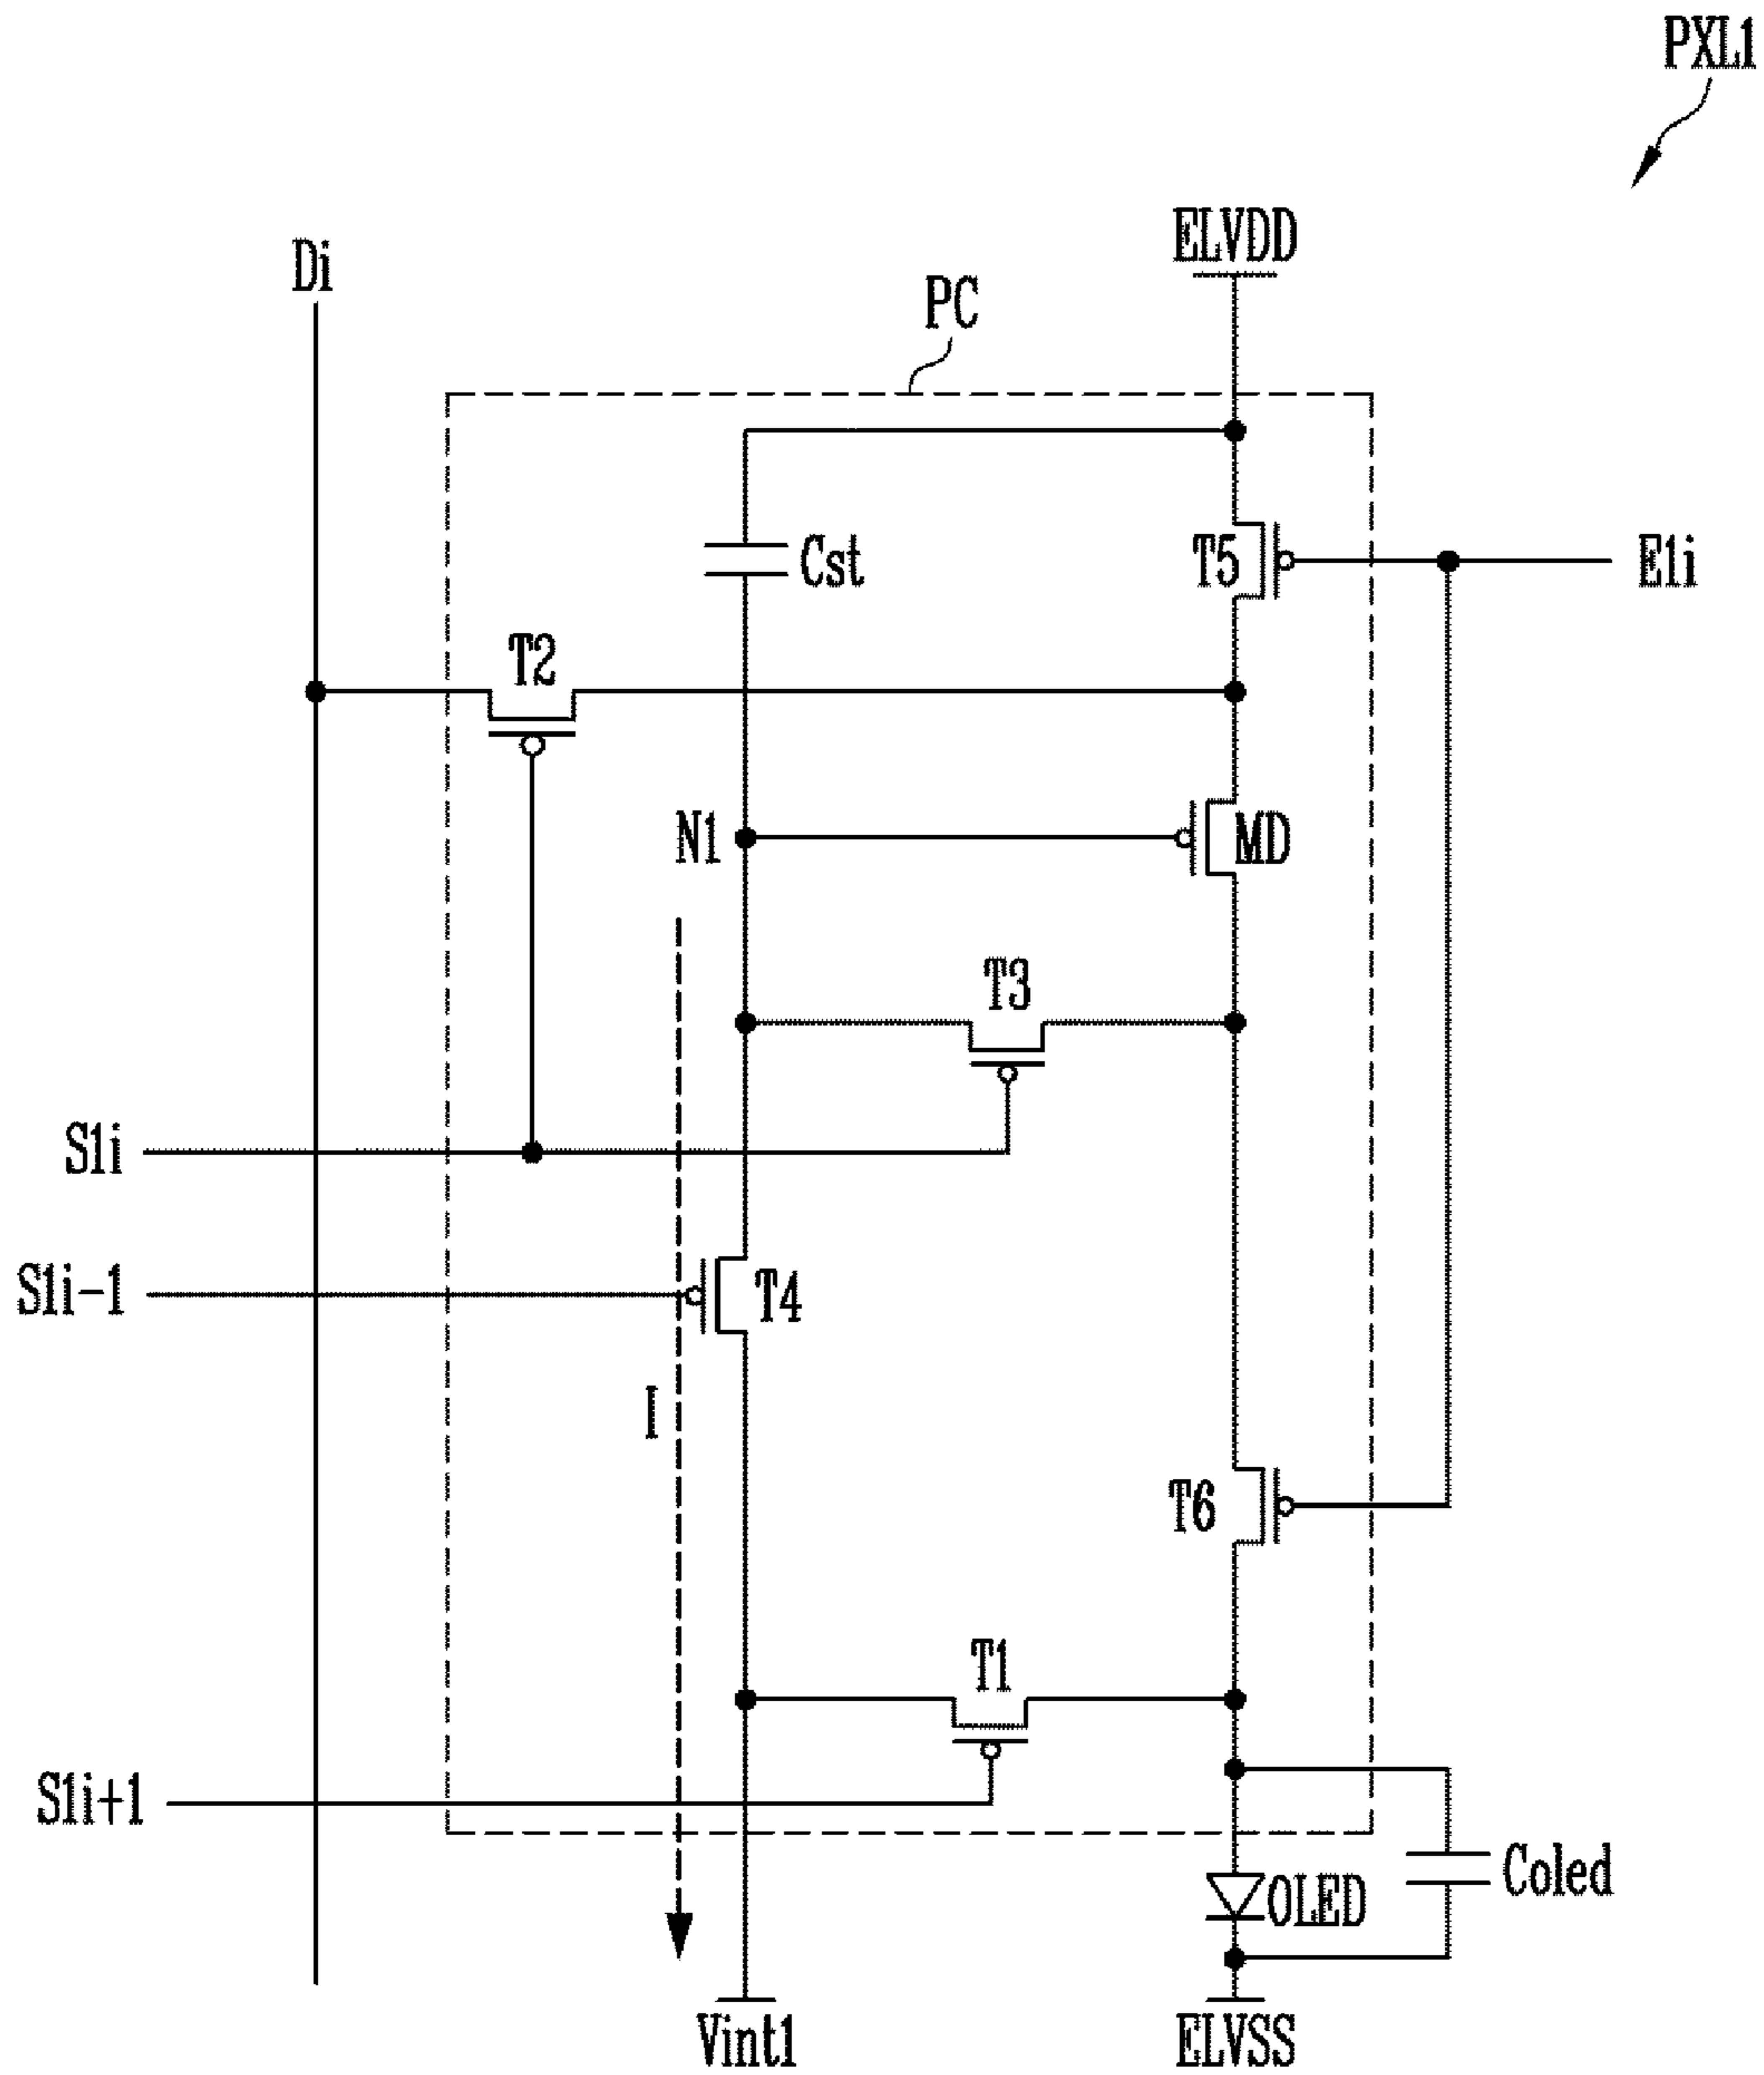 PXL1
ELVDD
Di
PC
Cst
T5
E1i
T2
N1
MD
T3
S1i
S1i-1
T4
I
T6
T1
S1i+1
Coled
OLED
Vint1
ELVSS